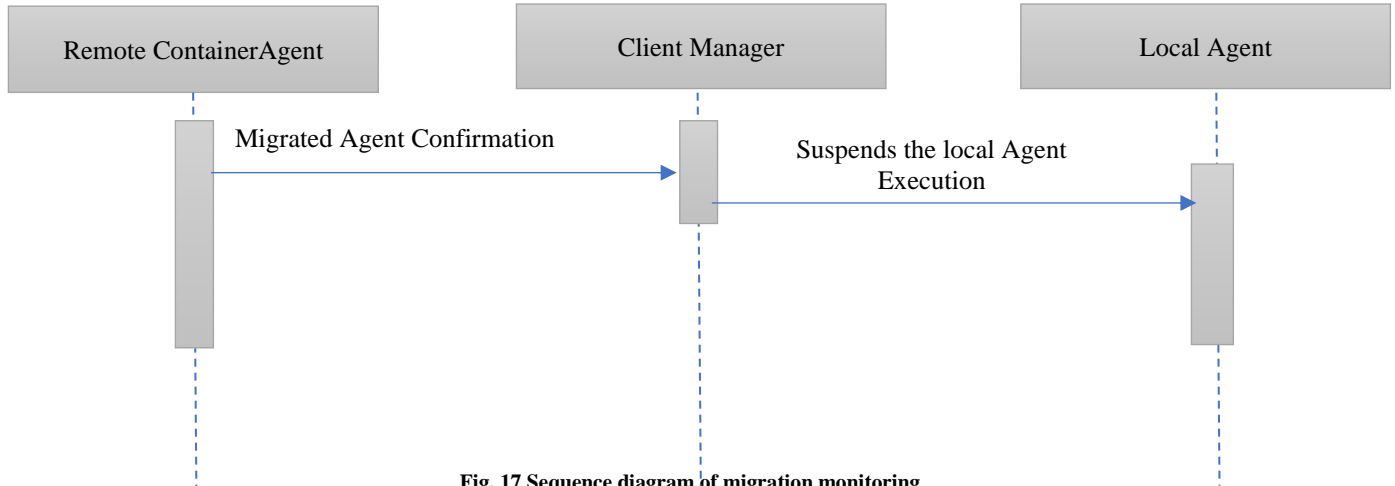 Remote ContainerAgent
Client Manager
Local Agent
Migrated Agent Confirmation
Suspends the local Agent
Execution
Fig. 17 Sequence diagram of migration monitoring